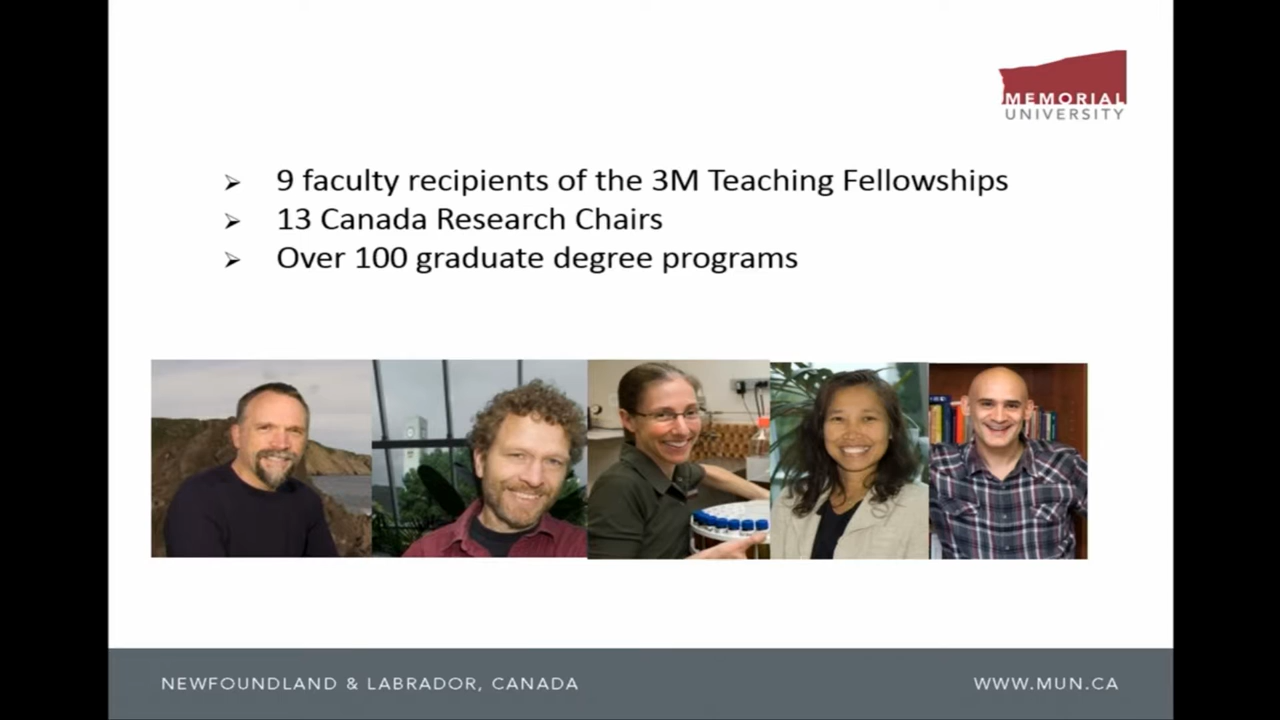 MEMORIAL
UNIVERSITY
9 faculty recipients of the 3M Teaching Fellowships
13 Canada Research Chairs
Over 100 graduate degree programs
NEWFOUNDLAND & LABRADOR, CANADA
WWW.MUN.CA